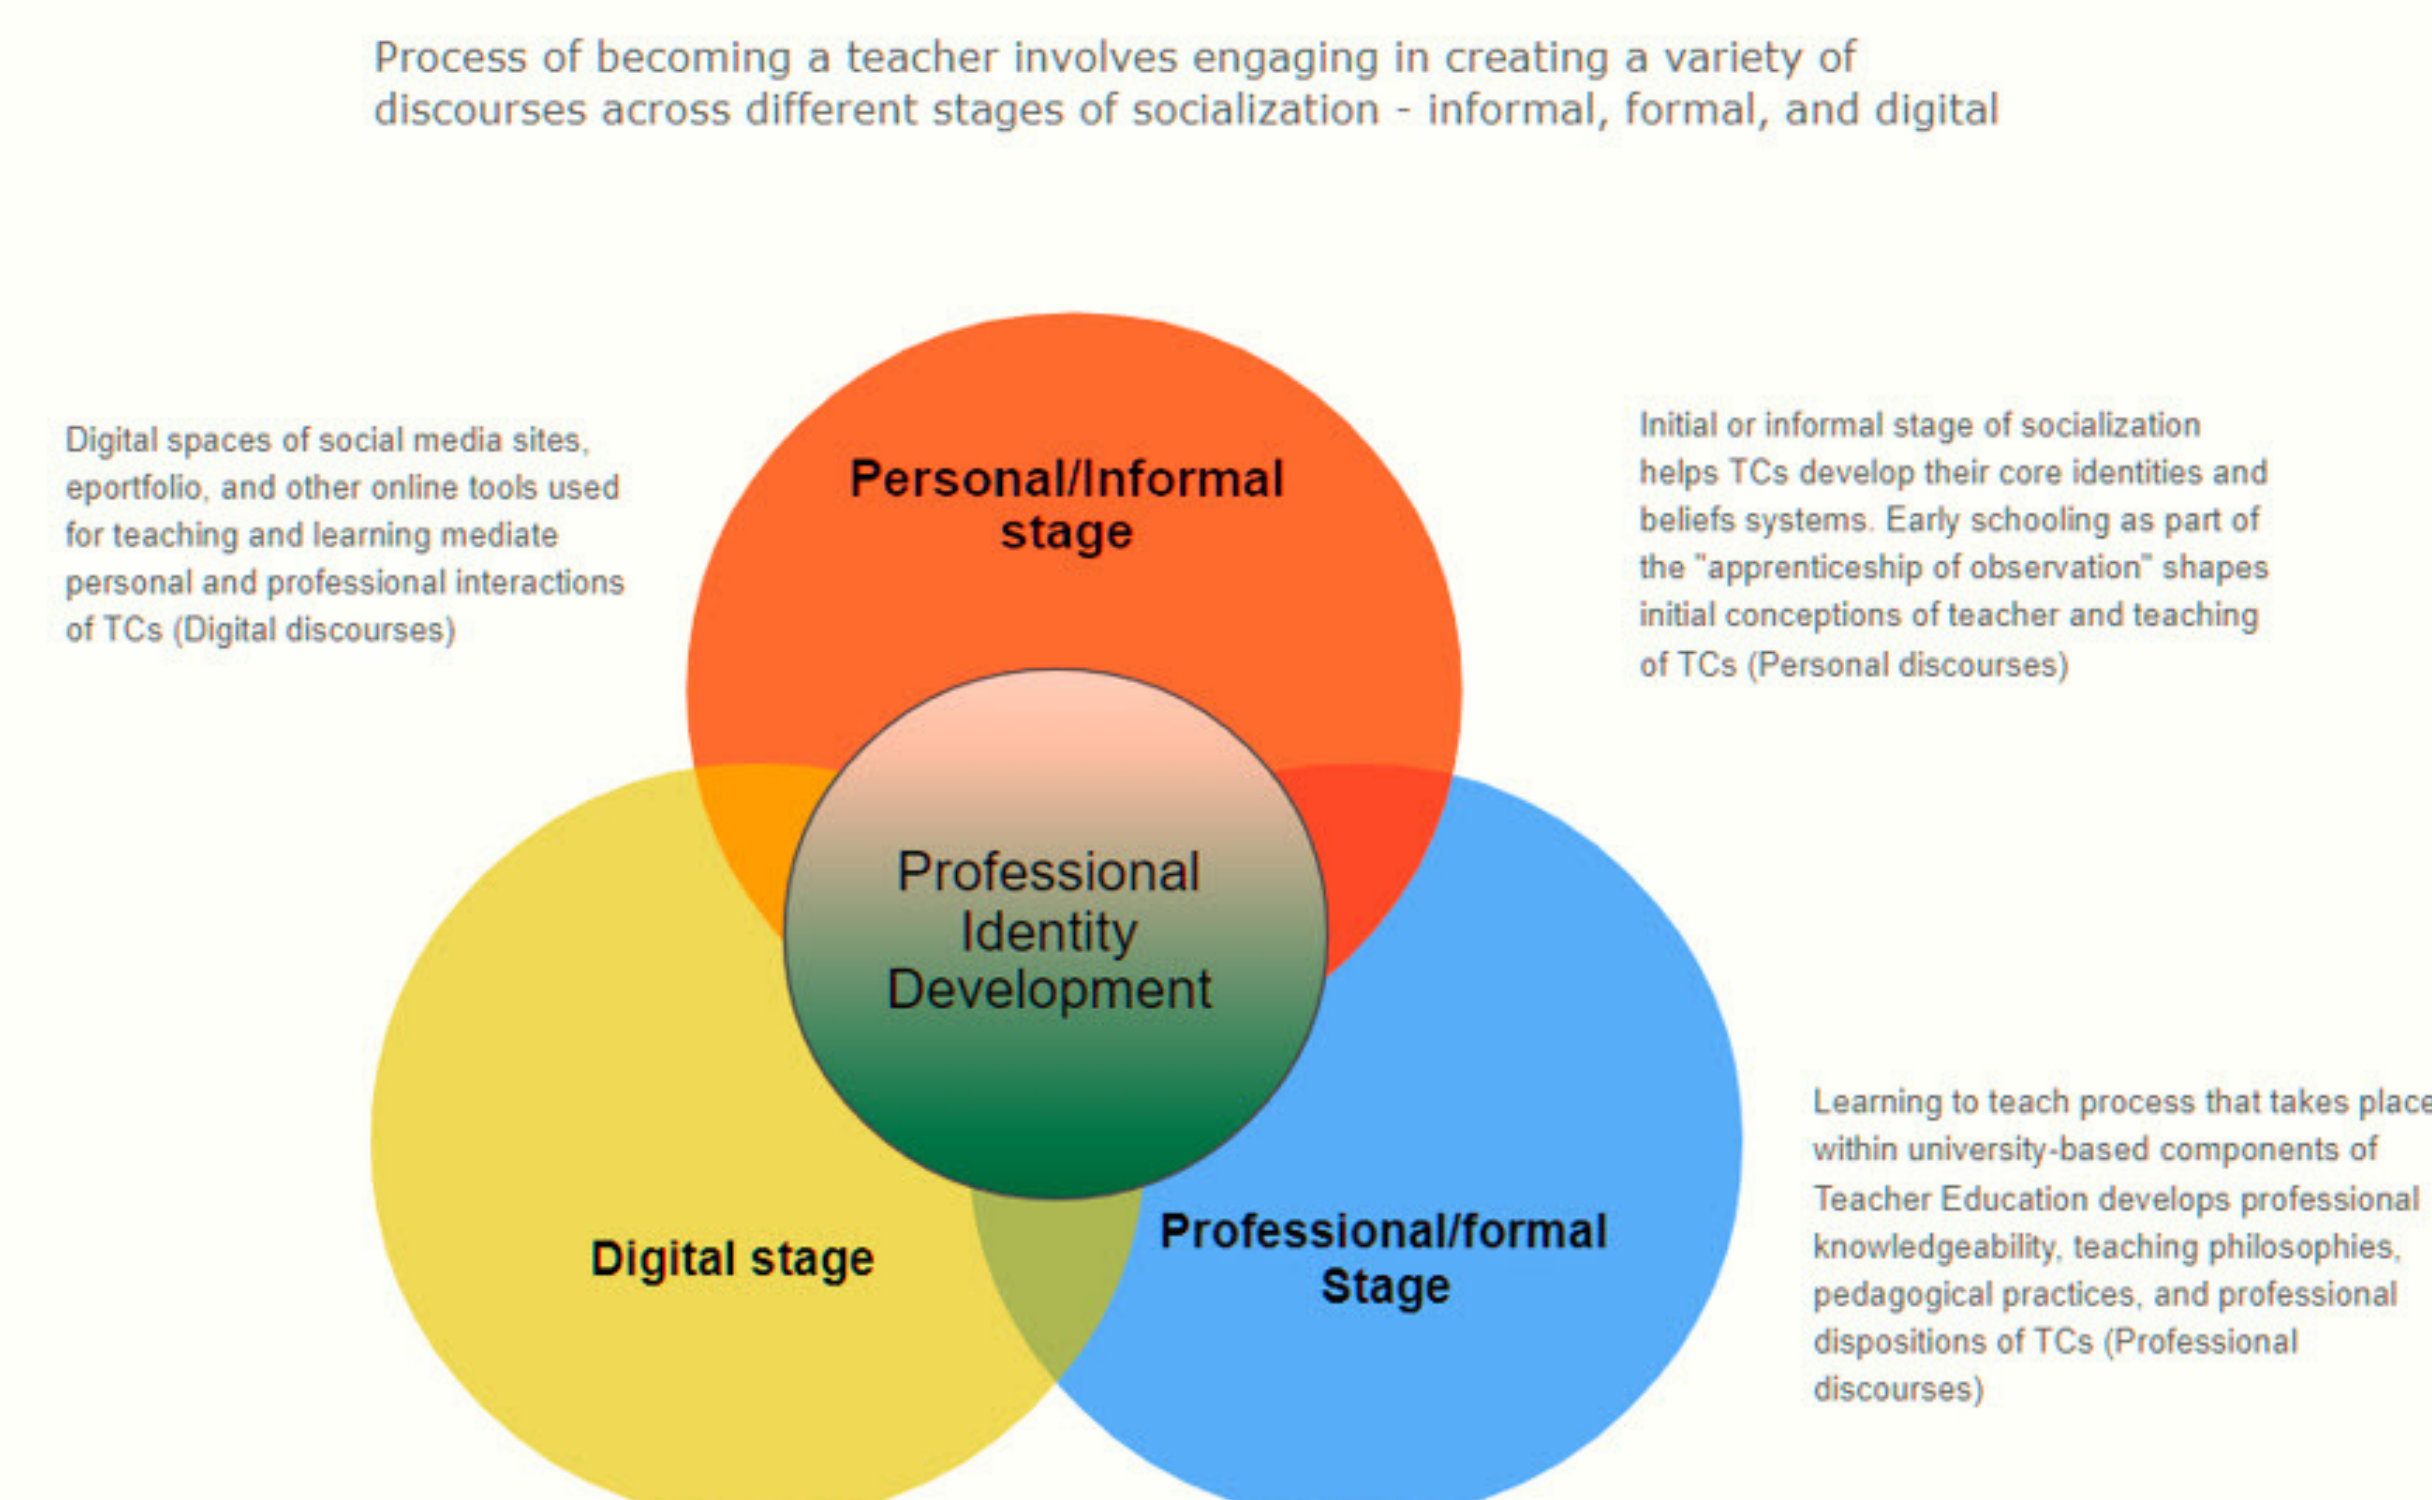 Process of becoming a teacher involves engaging in creating a variety of
discourses across different stages of socialization - informal, formal, and digital
Digital spaces of social media sites,
eportfolio, and other online tools used
for teaching and learning mediate
personal and professional interactions
of TCs (Digital discourses)
Personal/Informal
stage
Initial or informal stage of socialization
helps TCs develop their core identities and
beliefs systems. Early schooling as part of
the "apprenticeship of observation" shapes
initial conceptions of teacher and teaching
of TCs (Personal discourses)
Professional
Identity
Development
Digital stage
Professional/formal
Stage
Learning to teach process that takes place
within university-based components of
Teacher Education develops professional
knowledgeability, teaching philosophies,
pedagogical practices, and professional
dispositions of TCs (Professional
discourses)